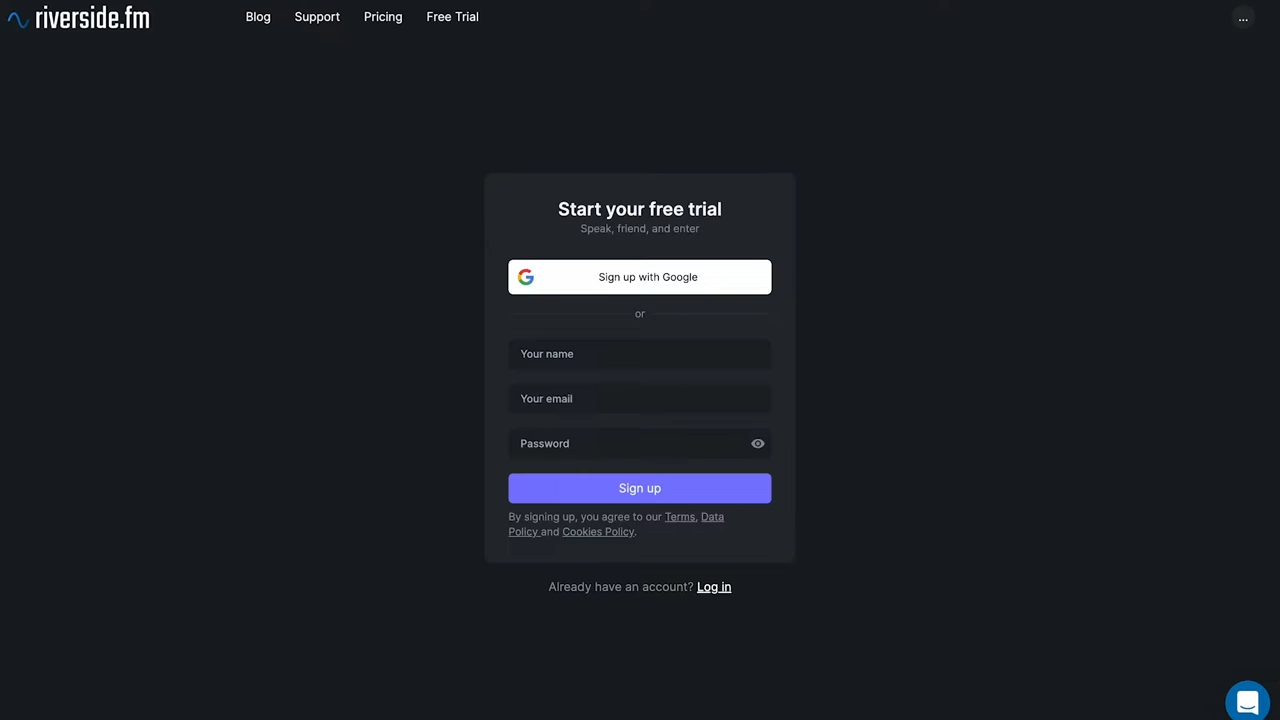 riverside.fm
Blog
Support
Pricing
Free Trial
...
Start your free trial
Speak, friend, and enter
Sign up with Google
or
Your name
Your email
Password
Sign up
By signing up, you agree to our Terms, Data
Policy and Cookies Policy.
Already have an account? Log in